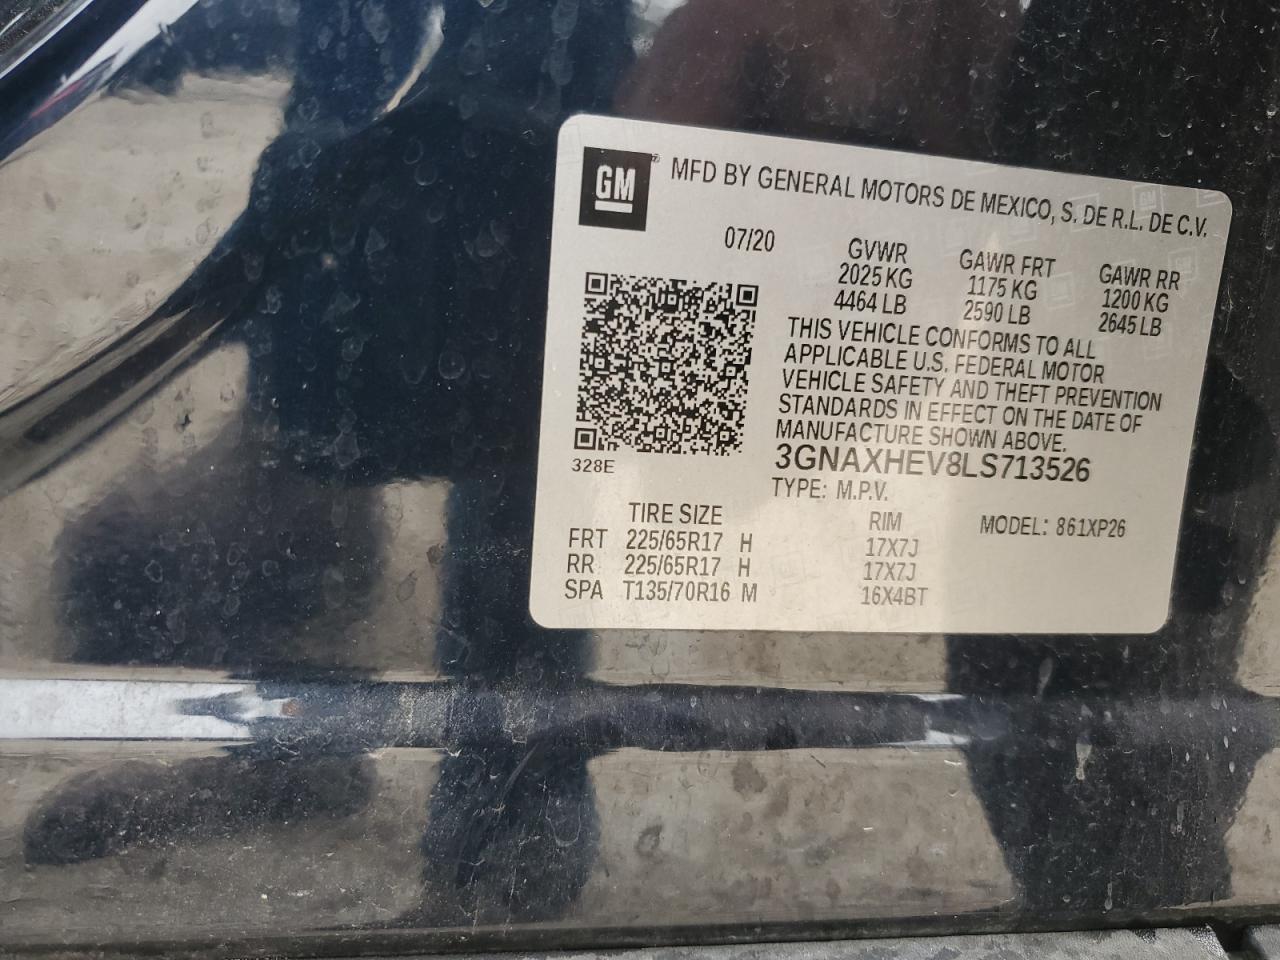 GM MFD BY GENERAL MOTORS DE MEXICO, S. DE R.L. DE C.V.
07/20 GVWR GAWR FRT GAWR RR
2025 KG 1175 KG 1200 KG
4464 LB 2590 LB 2645 LB
THIS VEHICLE CONFORMS TO ALL
APPLICABLE U.S. FEDERAL MOTOR
VEHICLE SAFETY AND THEFT PREVENTION
STANDARDS IN EFFECT ON THE DATE OF
MANUFACTURE SHOWN ABOVE.
328E 3GNAXHEV8LS713526
TYPE: M.P.V.
TIRE SIZE RIM MODEL: 861XP26
FRT 225/65R17 H 17X7J
RR 225/65R17 H 17X7J
SPA T135/70R16 M 16X4BT